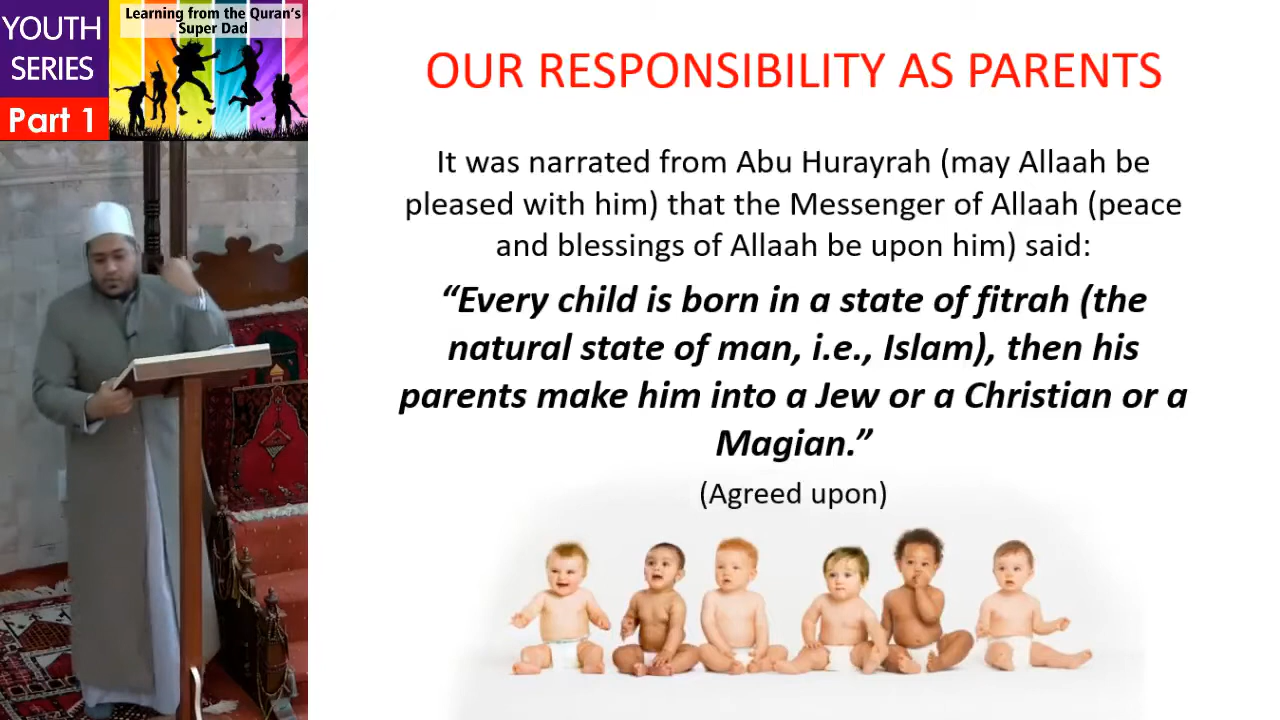 YOUTH
SERIES
Part 1
Learning from the Quran's
Super Dad
OUR RESPONSIBILITY AS PARENTS
It was narrated from Abu Hurayrah (may Allaah be
pleased with him) that the Messenger of Allaah (peace
and blessings of Allaah be upon him) said:
“Every child is born in a state of fitrah (the
natural state of man, i.e., Islam), then his
parents make him into a Jew or a Christian or a
Magian.”
(Agreed upon)